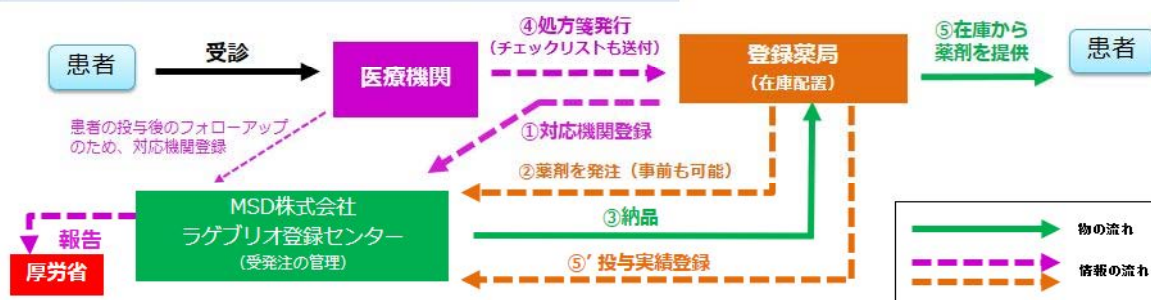 ④処方箋発行
(チェックリストも送付)
⑤在庫から
薬剤を提供
患者
受診
医療機関
登録薬局
(在庫配置)
患者
患者の投与後のフォローアップ
のため、対応機関登録
①対応機関登録
②薬剤を発注（事前も可能）
MSD株式会社
ラゲブリオ登録センター
(受発注の管理)
③納品
報告
厚労省
⑤’投与実績登録
物の流れ
情報の流れ